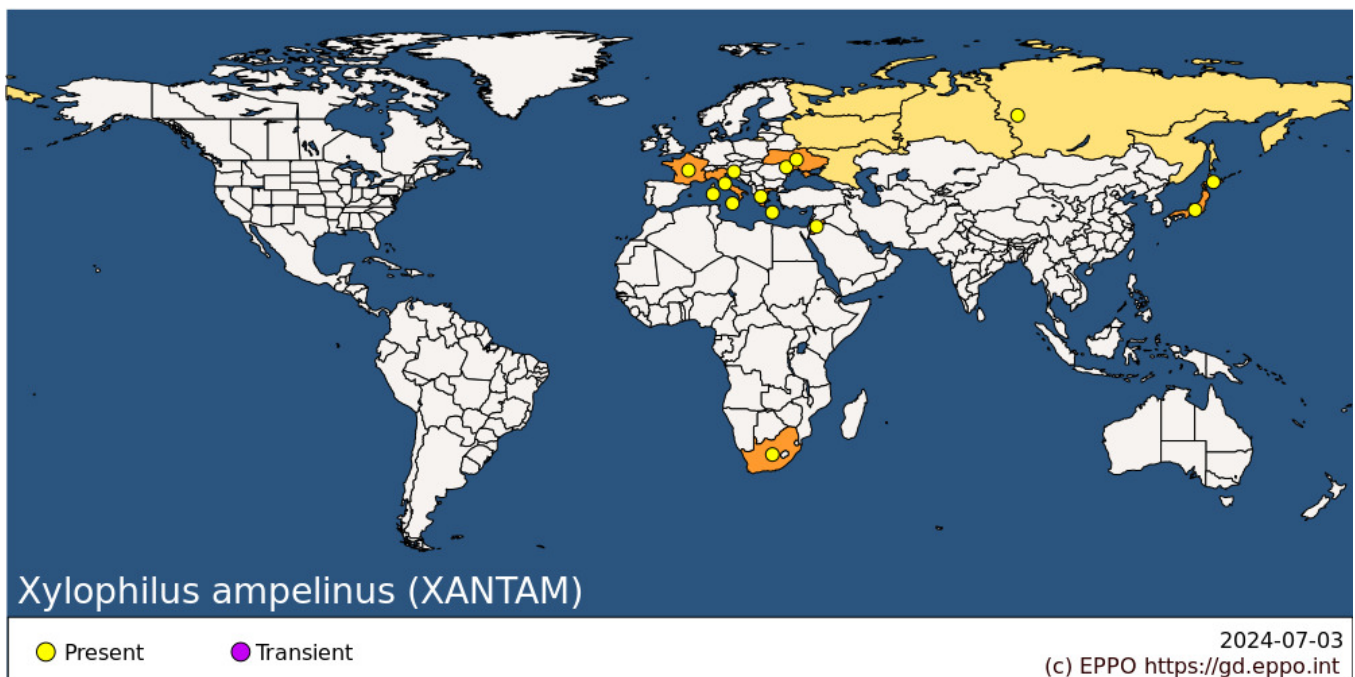 Xylophilus ampelinus (XANTAM)
Present
Transient
2024-07-03
(c) EPPO https://gd.eppo.int